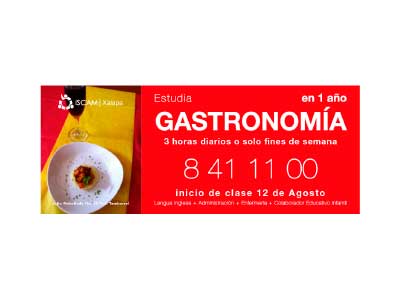 iSCAM | Xalapa
Estudia
en 1 año
GASTRONOMÍA
3 horas diarios o solo fines de semana
8 41 11 00
inicio de clase 12 de Agosto
Lengua Inglesa + Administración + Enfermería + Colaborador Educativo Infantil